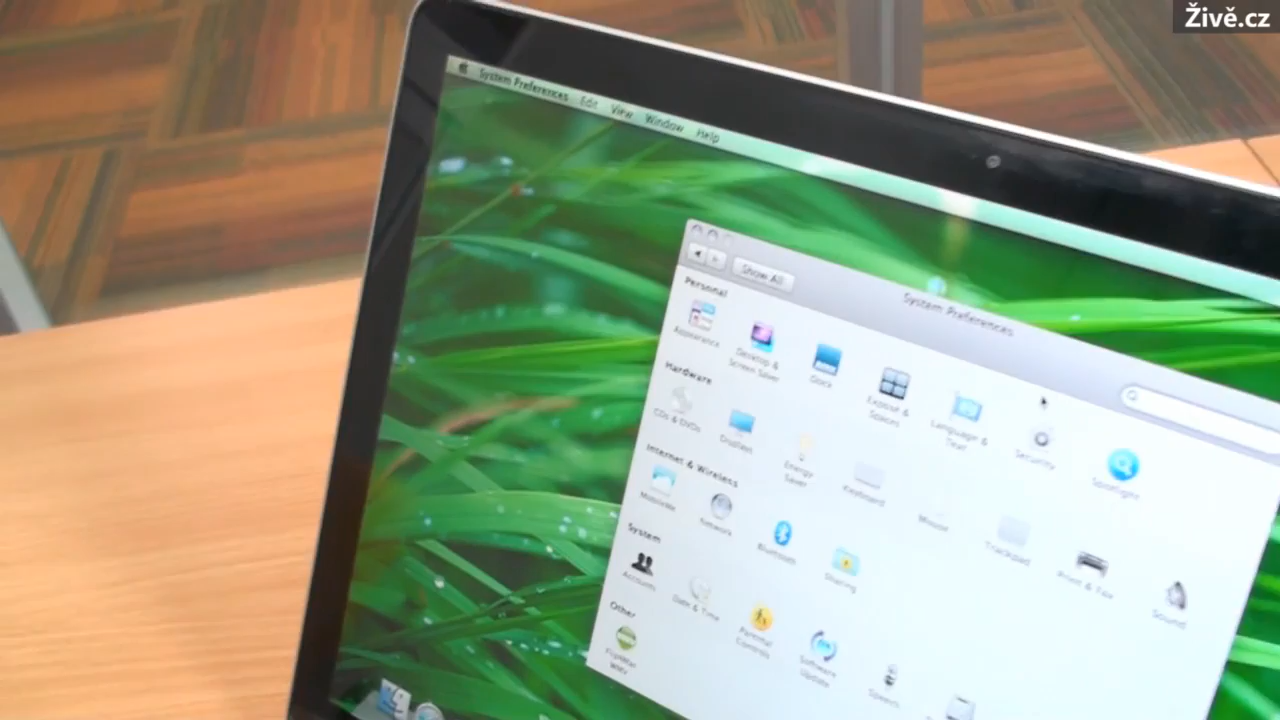 Živě.cz
System Preferences Edit View Window Help
Show All
System Preferences
Personal
Appearance
Desktop & Screen Saver
Dock
Exposé & Spaces
Language & Text
Security
Spotlight
Hardware
CDs & DVDs
Displays
Energy Saver
Keyboard
Mouse
Trackpad
Print & Fax
Sound
Internet & Wireless
MobileMe
Network
Bluetooth
Sharing
System
Accounts
Date & Time
Parental Controls
Software Update
Speech
Other
Flip4Mac WMV